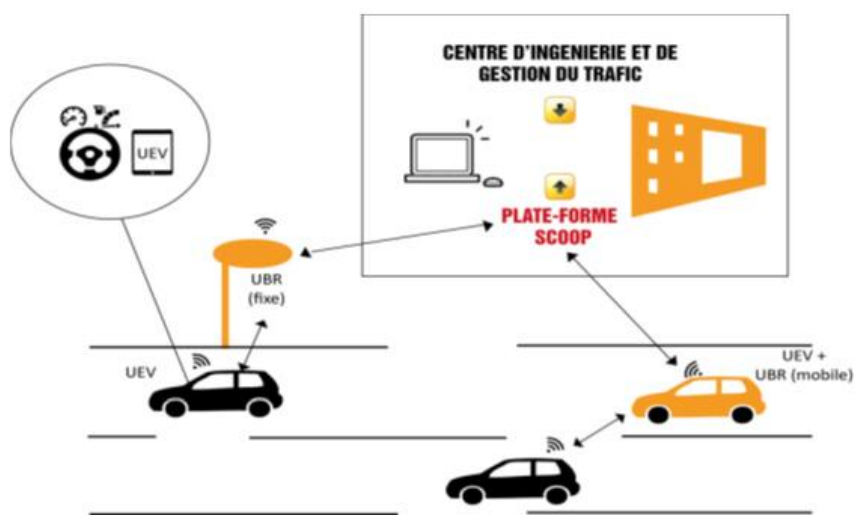 CENTRE D'INGENIERIE ET DE
GESTION DU TRAFIC
UEV
PLATE-FORME
SCOOP
UBR
(fixe)
UEV
UEV +
UBR (mobile)